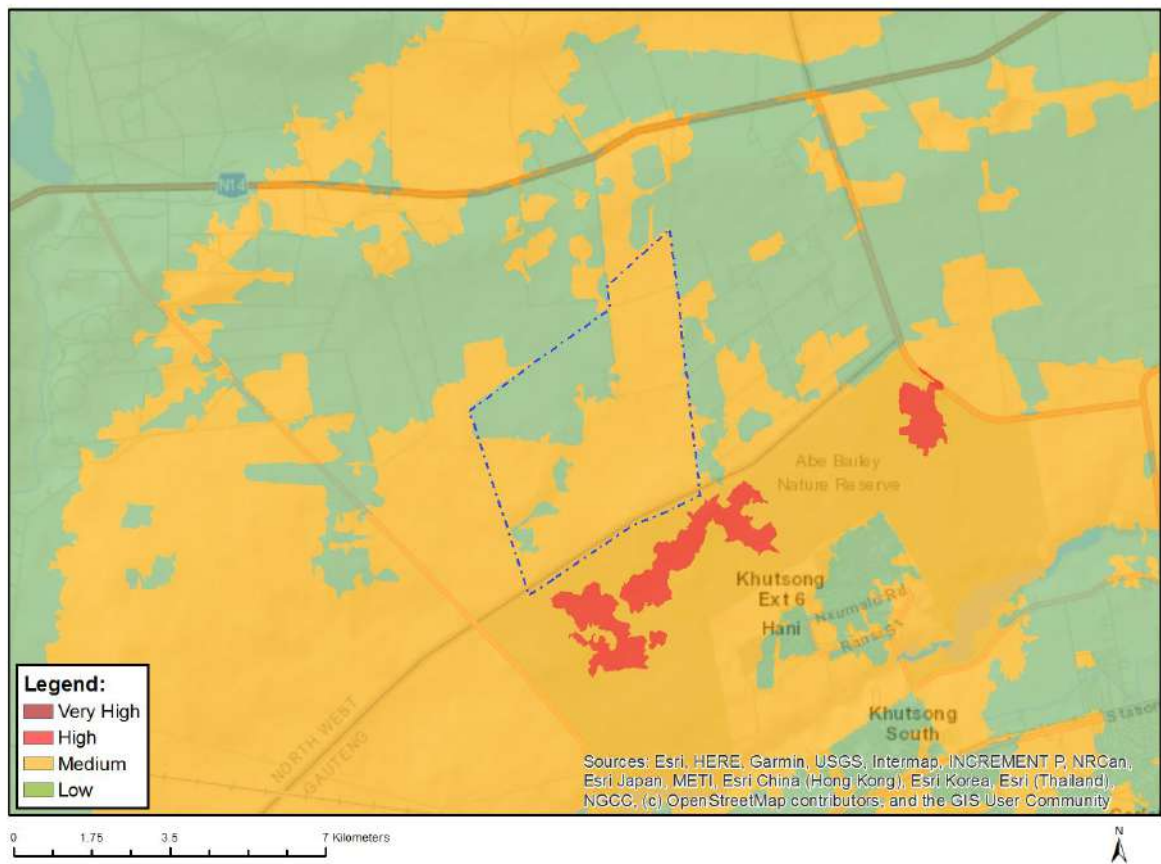 N14
Abe Bailey
Nature Reserve
Khutsong
Ext 6
Hani
Nxumalo Rd
Khutsong
South
Station
NORTH WEST
GAUTENG
Legend:
Very High
High
Medium
Low
Sources: Esri, HERE, Garmin, USGS, Intermap, INCREMENT P, NRCan,
Esri Japan, METI, Esri China (Hong Kong), Esri Korea, Esri (Thailand),
NGCC, (c) OpenStreetMap contributors, and the GIS User Community
0 1.75 3.5 7 Kilometers
N